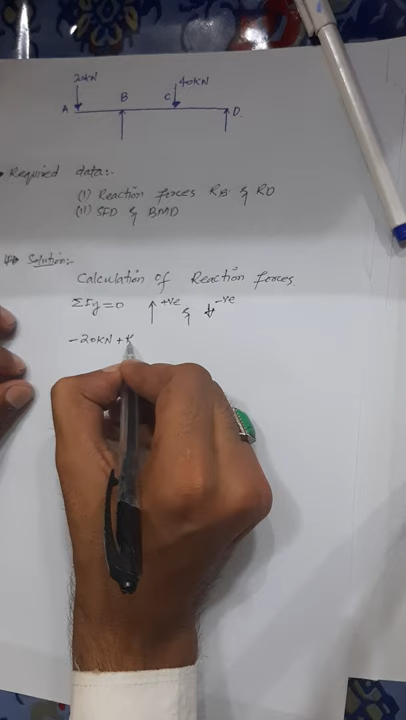 20KN 40KN
A B C D
Required data:-
(i) Reaction forces RB & RD
(ii) SFD & BMD
Solution:-
Calculation of Reaction forces
ΣFy=0 ↑+ve & ↓-ve
-20KN+